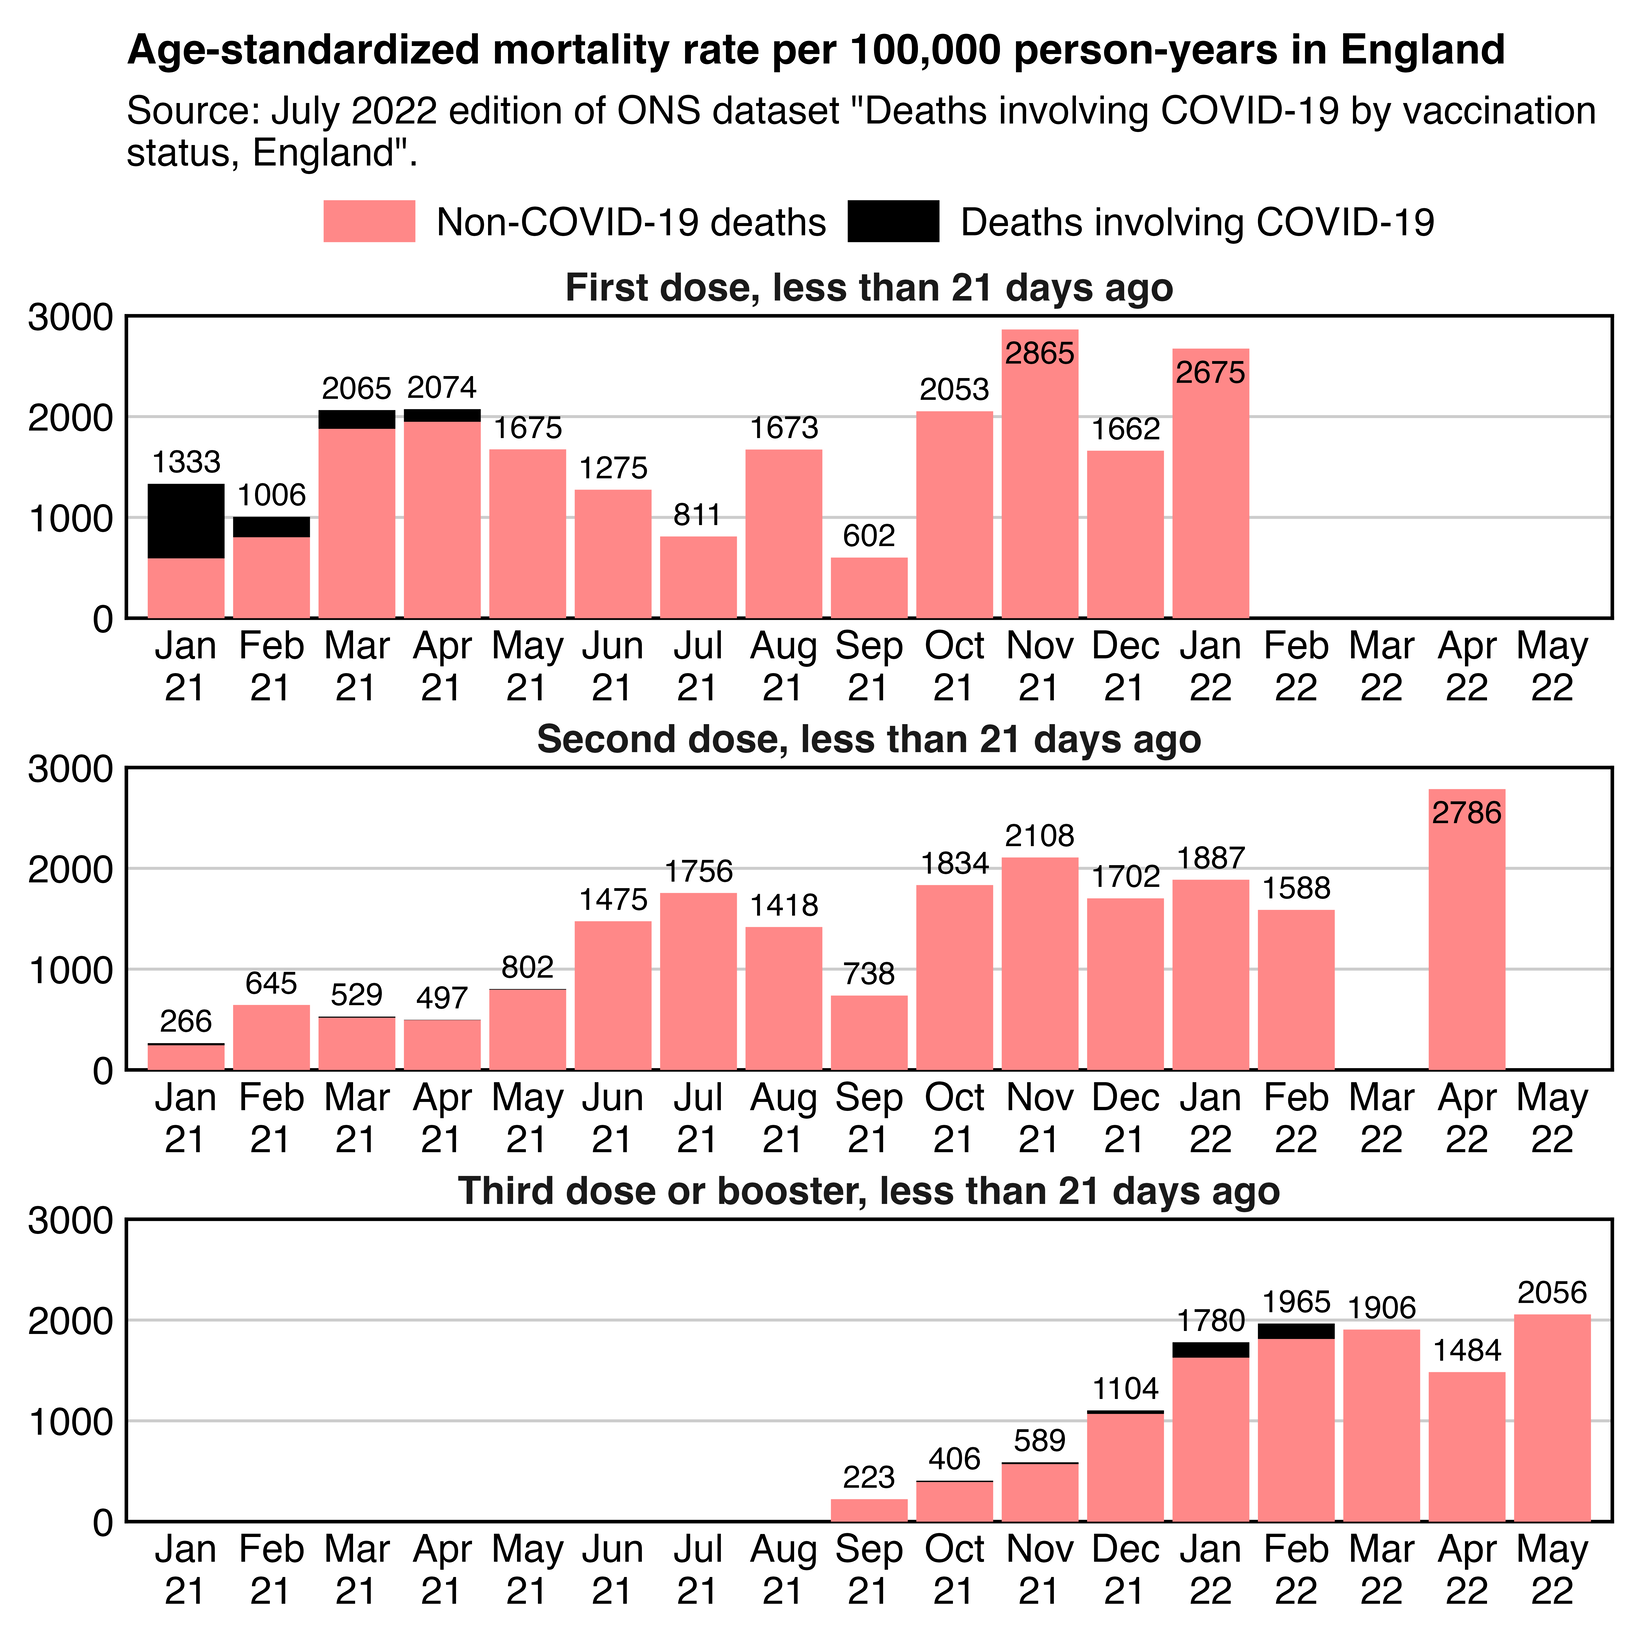 Age-standardized mortality rate per 100,000 person-years in England
Source: July 2022 edition of ONS dataset "Deaths involving COVID-19 by vaccination
status, England".
Non-COVID-19 deaths Deaths involving COVID-19
First dose, less than 21 days ago
3000
2000
1000
0
1333 1006 2065 2074 1675 1275 811 1673 602 2053 2865 1662 2675
Jan Feb Mar Apr May Jun Jul Aug Sep Oct Nov Dec Jan Feb Mar Apr May
21 21 21 21 21 21 21 21 21 21 21 21 22 22 22 22 22
Second dose, less than 21 days ago
3000
2000
1000
0
266 645 529 497 802 1475 1756 1418 738 1834 2108 1702 1887 1588 2786
Jan Feb Mar Apr May Jun Jul Aug Sep Oct Nov Dec Jan Feb Mar Apr May
21 21 21 21 21 21 21 21 21 21 21 21 22 22 22 22 22
Third dose or booster, less than 21 days ago
3000
2000
1000
0
223 406 589 1104 1780 1965 1906 1484 2056
Jan Feb Mar Apr May Jun Jul Aug Sep Oct Nov Dec Jan Feb Mar Apr May
21 21 21 21 21 21 21 21 21 21 21 21 22 22 22 22 22